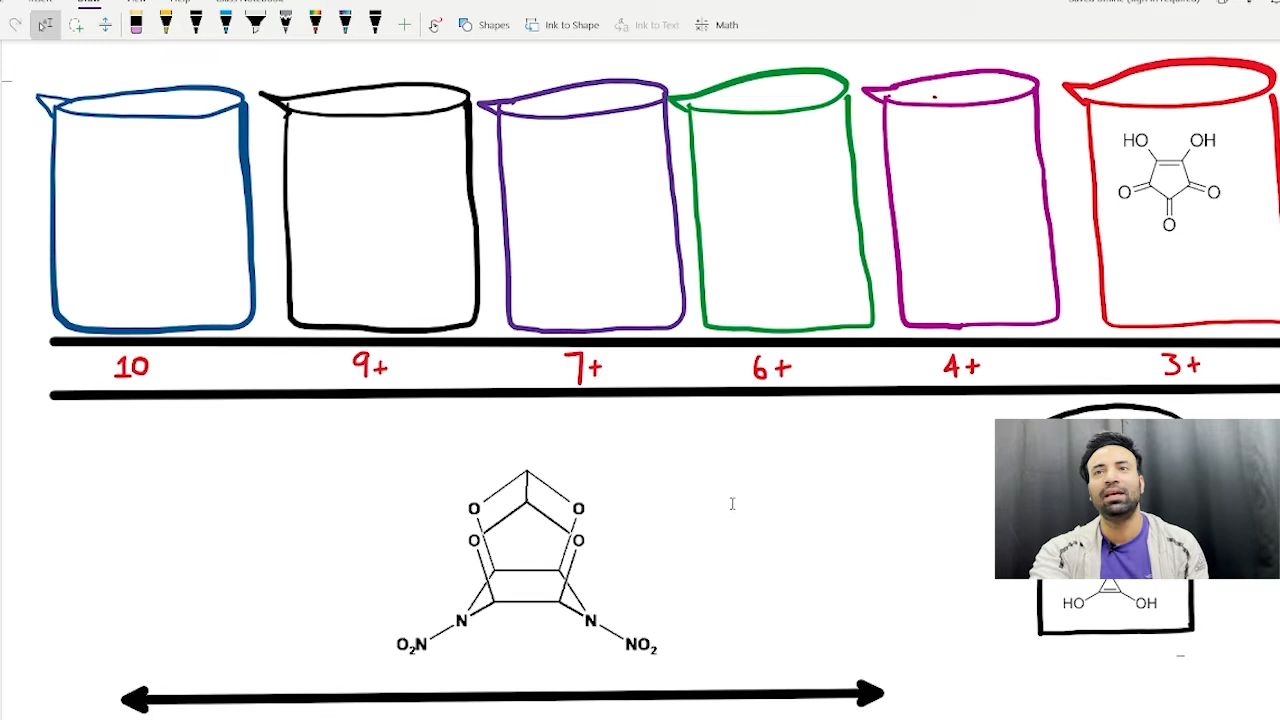 Shapes Ink to Shape Ink to Text Math
HO OH
O O
O
10 9+ 7+ 6+ 4+ 3+
O O
O O
N N
O₂N NO₂
HO OH